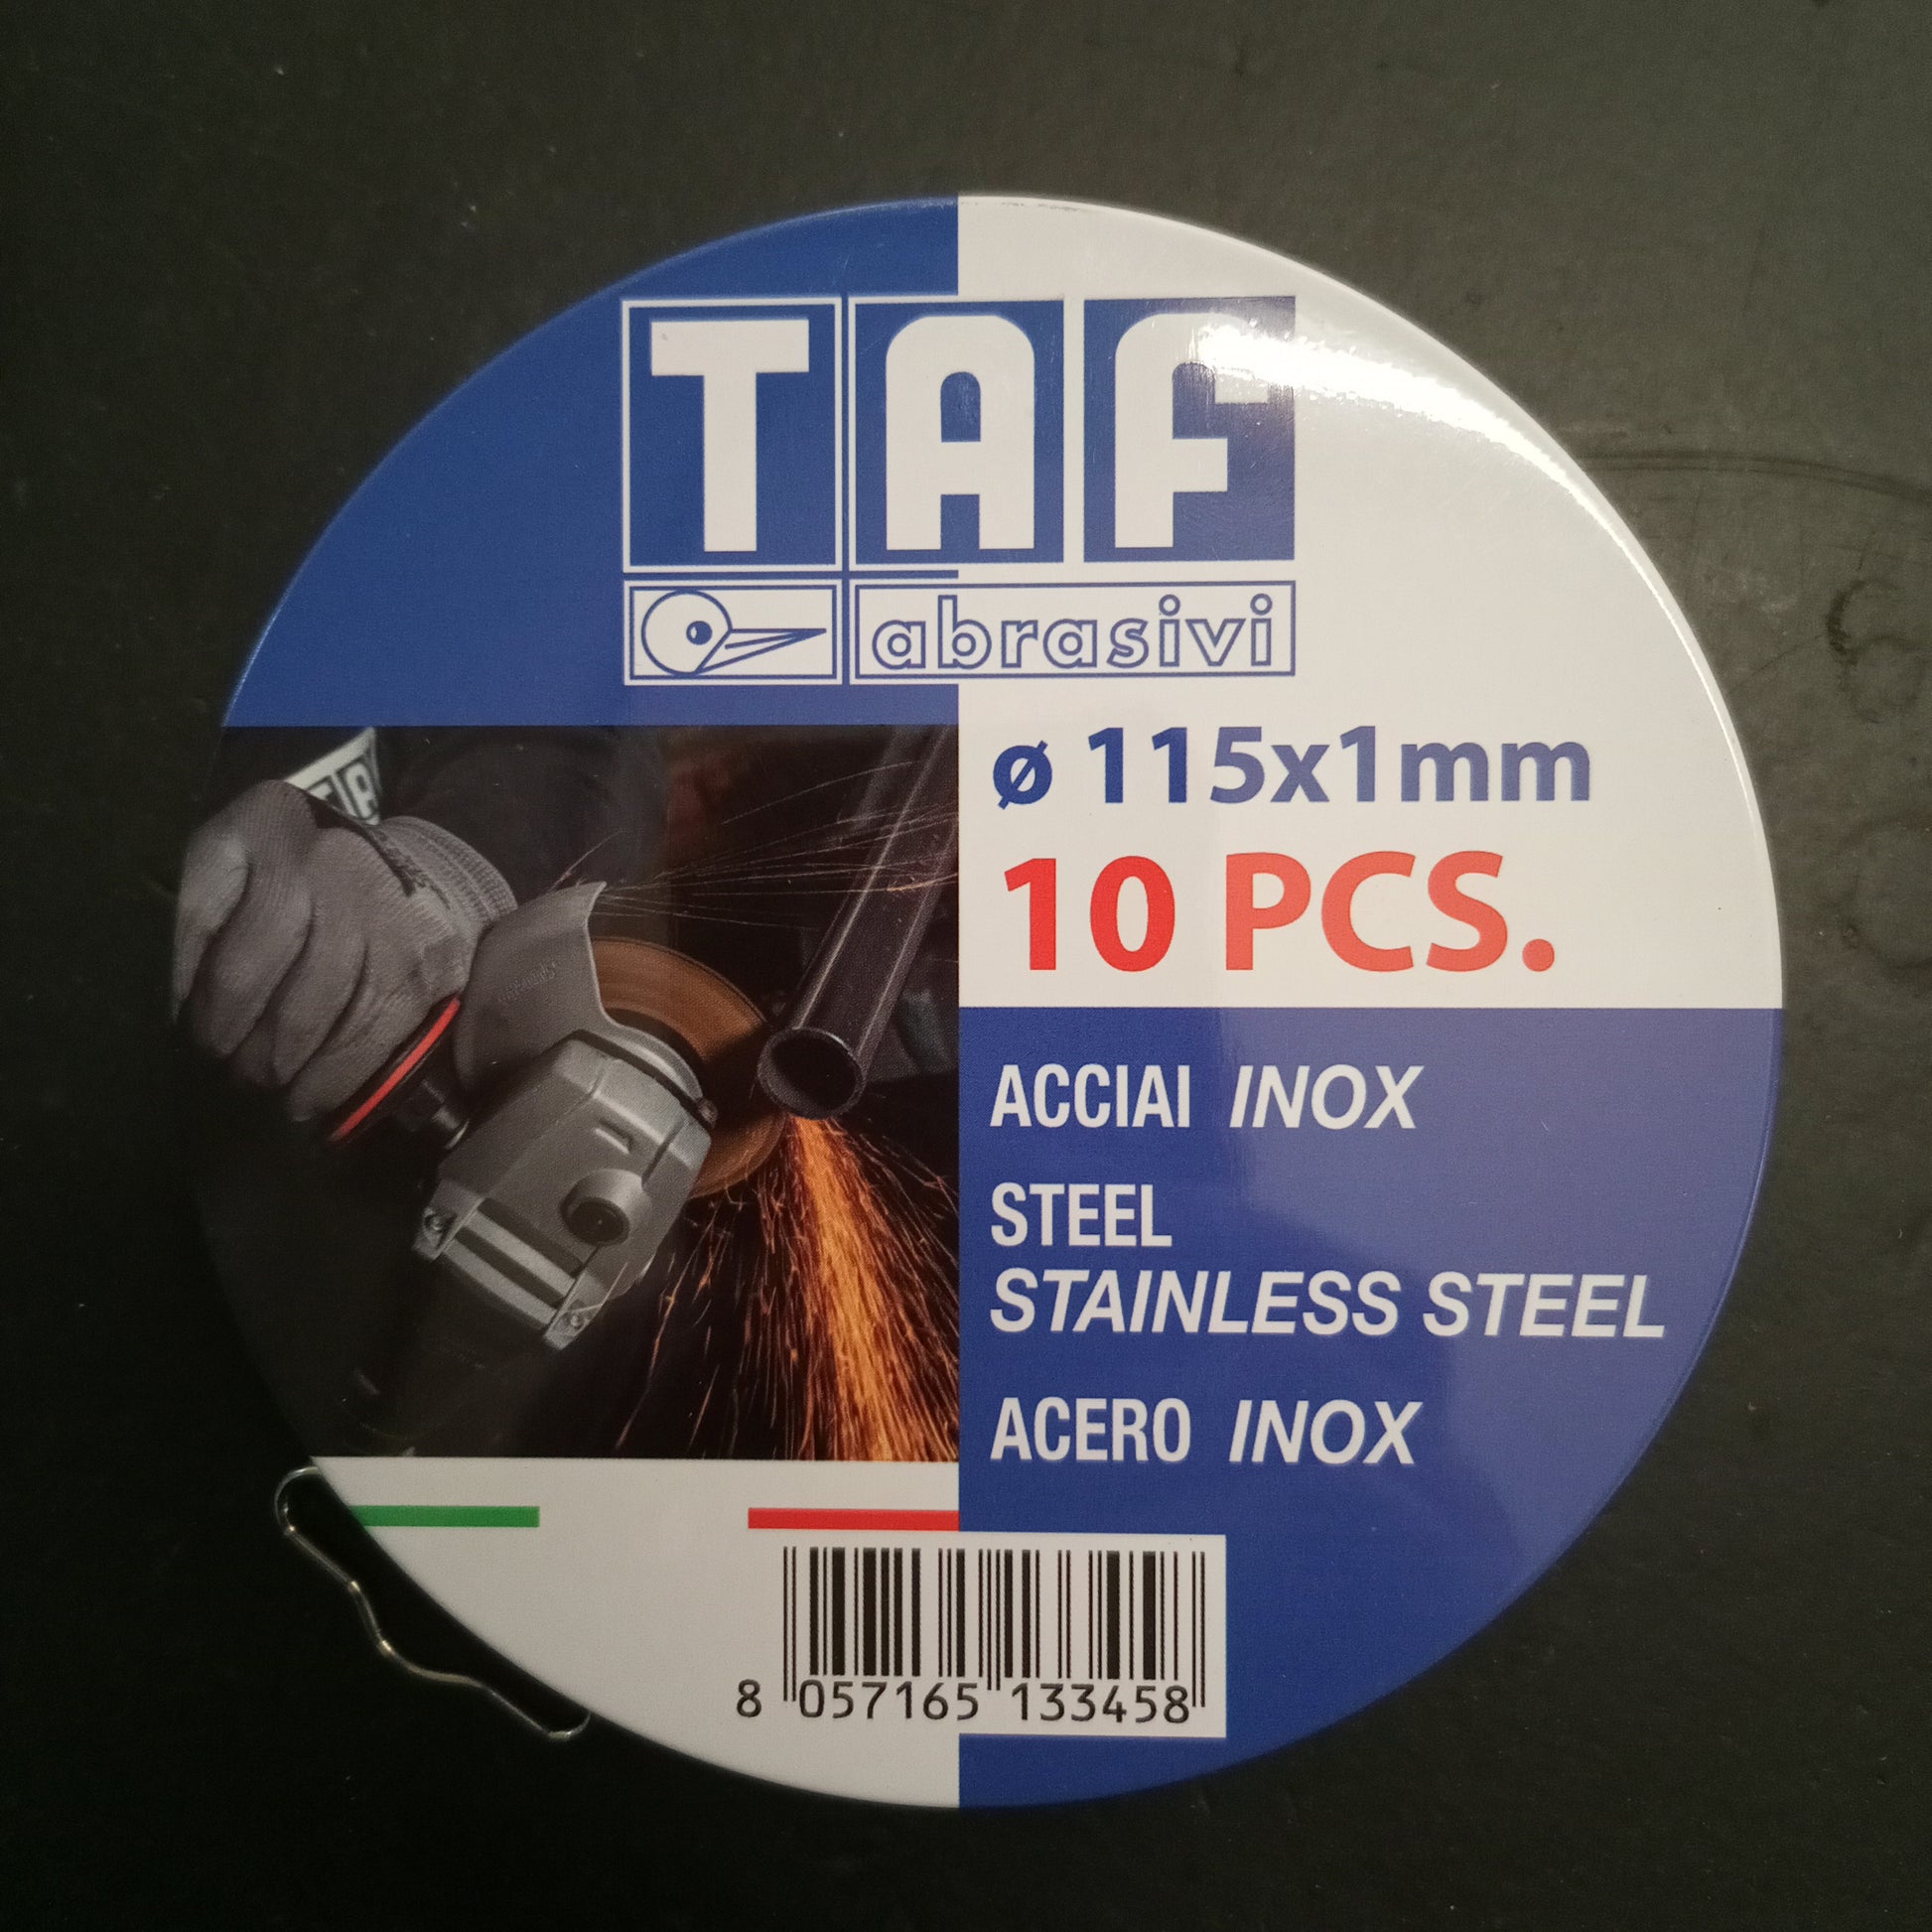 TAF
abrasivi
ø 115x1mm
10 PCS.
ACCIAI INOX
STEEL
STAINLESS STEEL
ACERO INOX
8 057165 133458